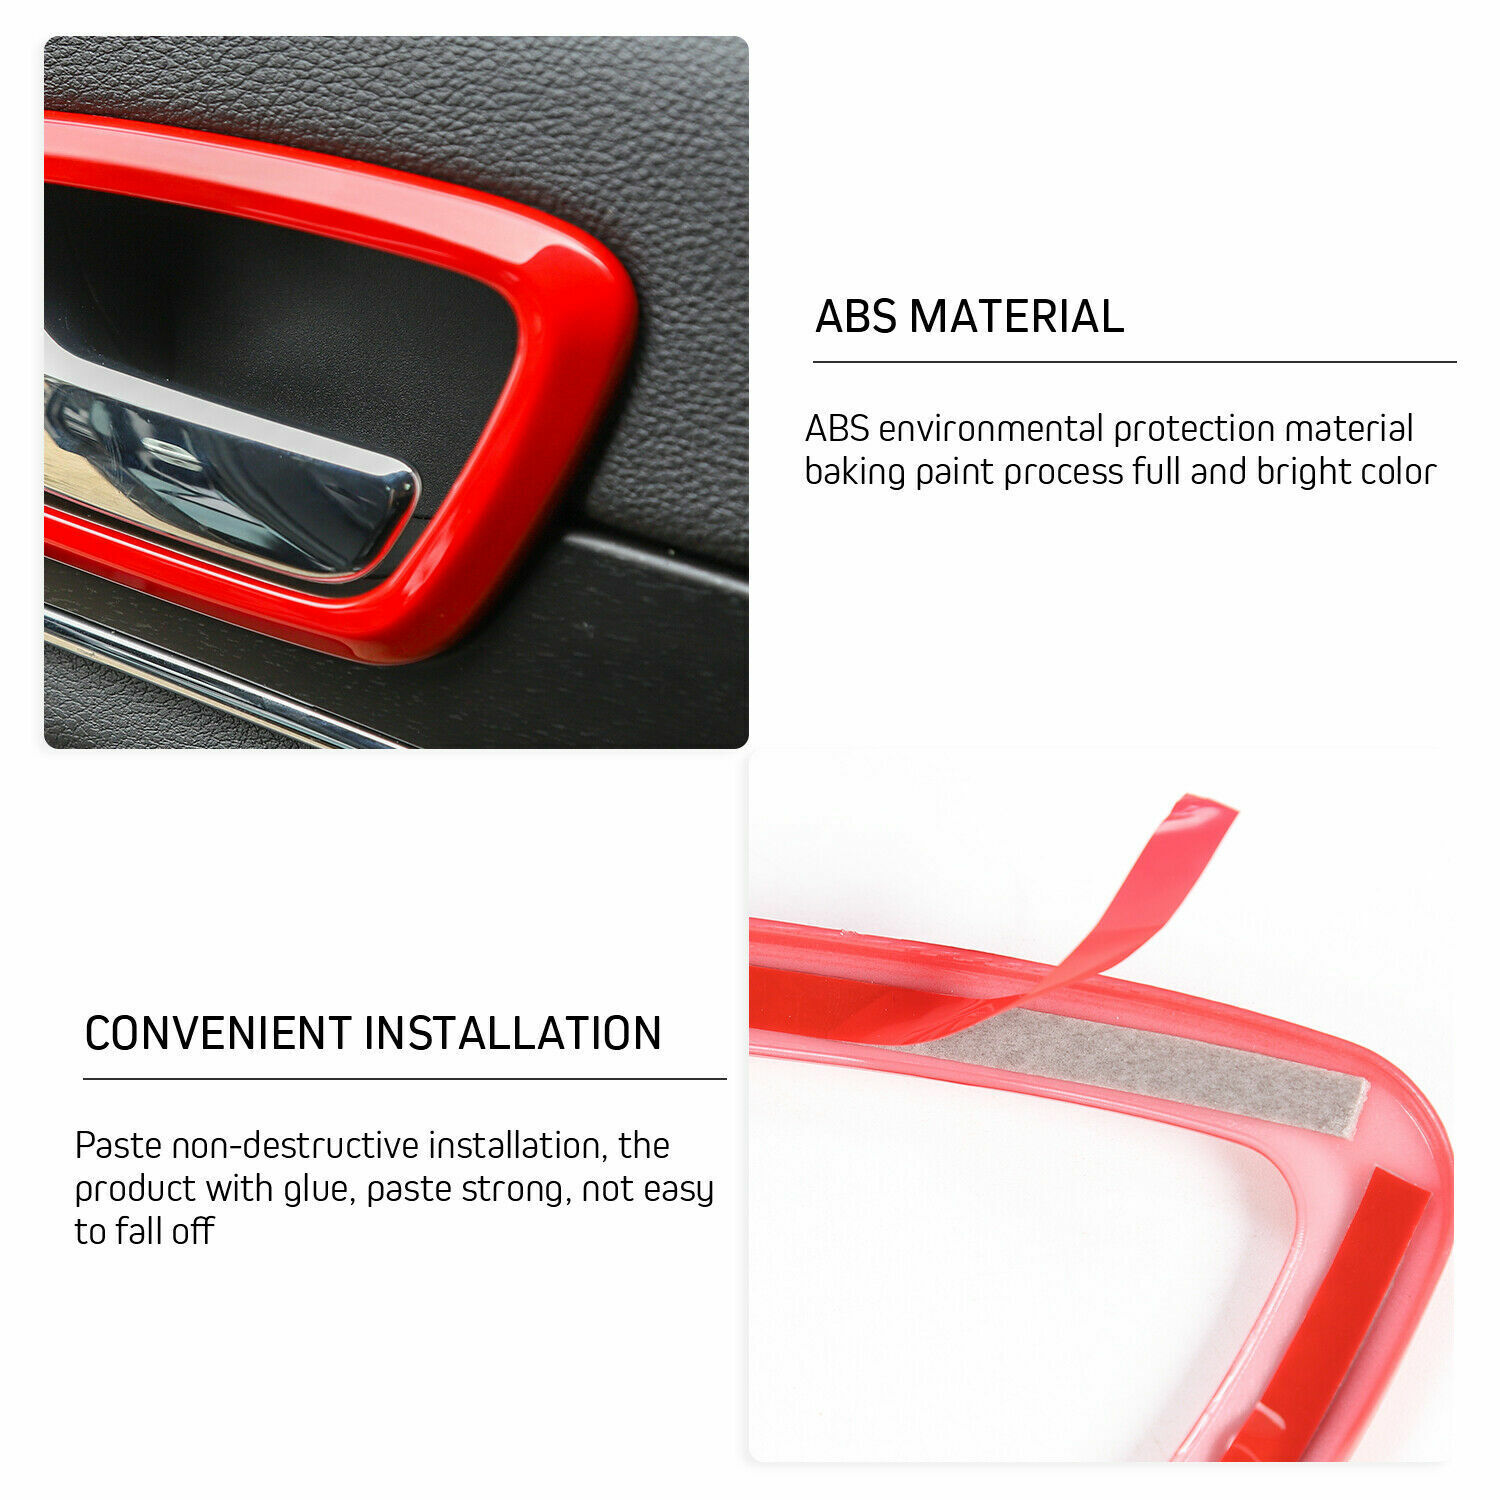 ABS MATERIAL
ABS environmental protection material
baking paint process full and bright color
CONVENIENT INSTALLATION
Paste non-destructive installation, the
product with glue, paste strong, not easy
to fall off